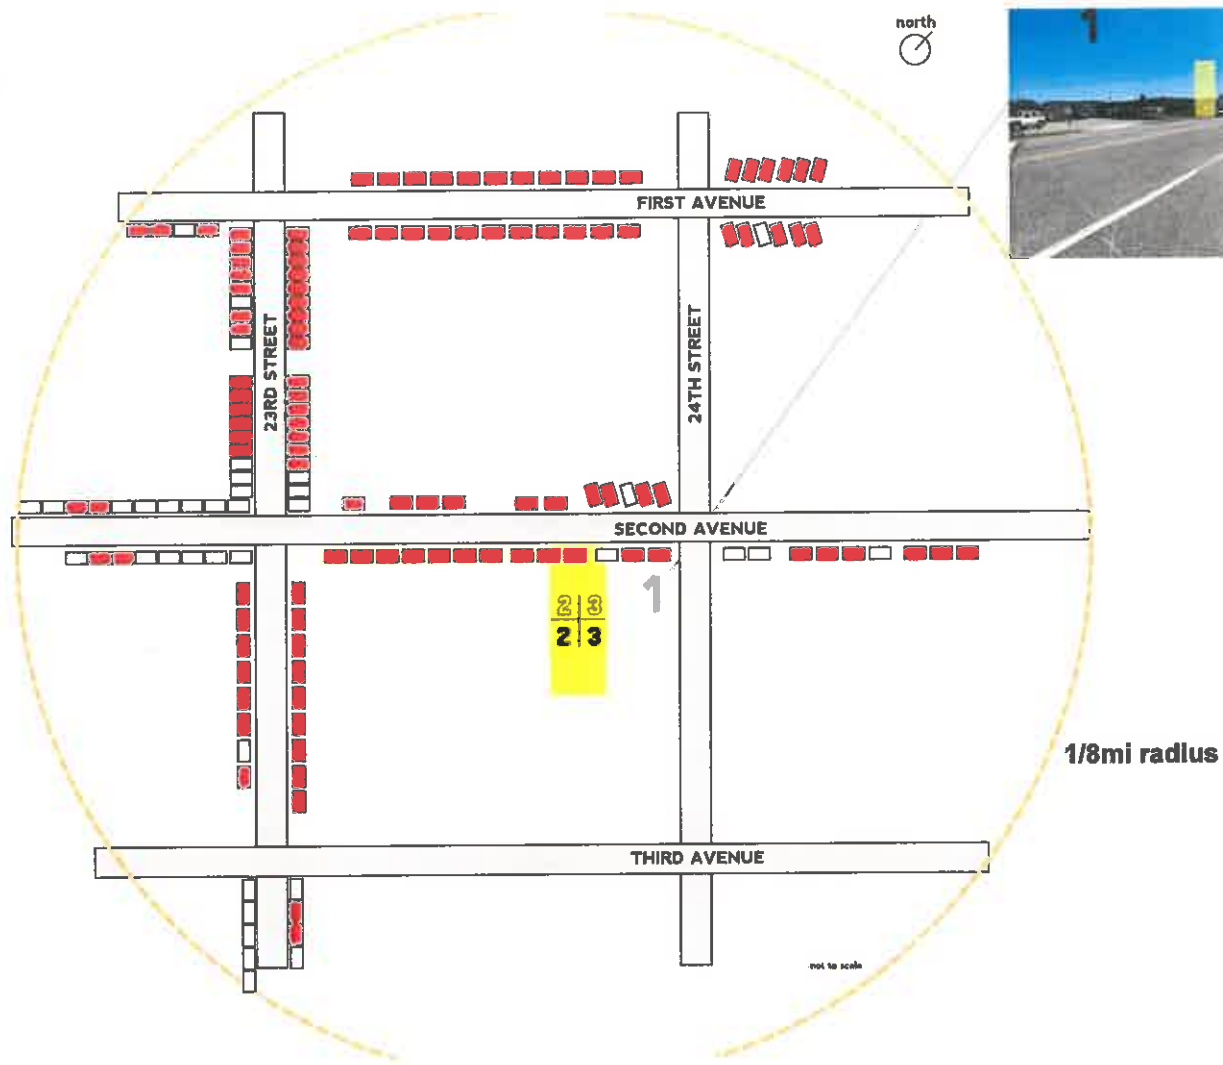 north
1
FIRST AVENUE
23RD STREET
24TH STREET
SECOND AVENUE
1
2 3
2 3
1/8mi radius
THIRD AVENUE
not to scale